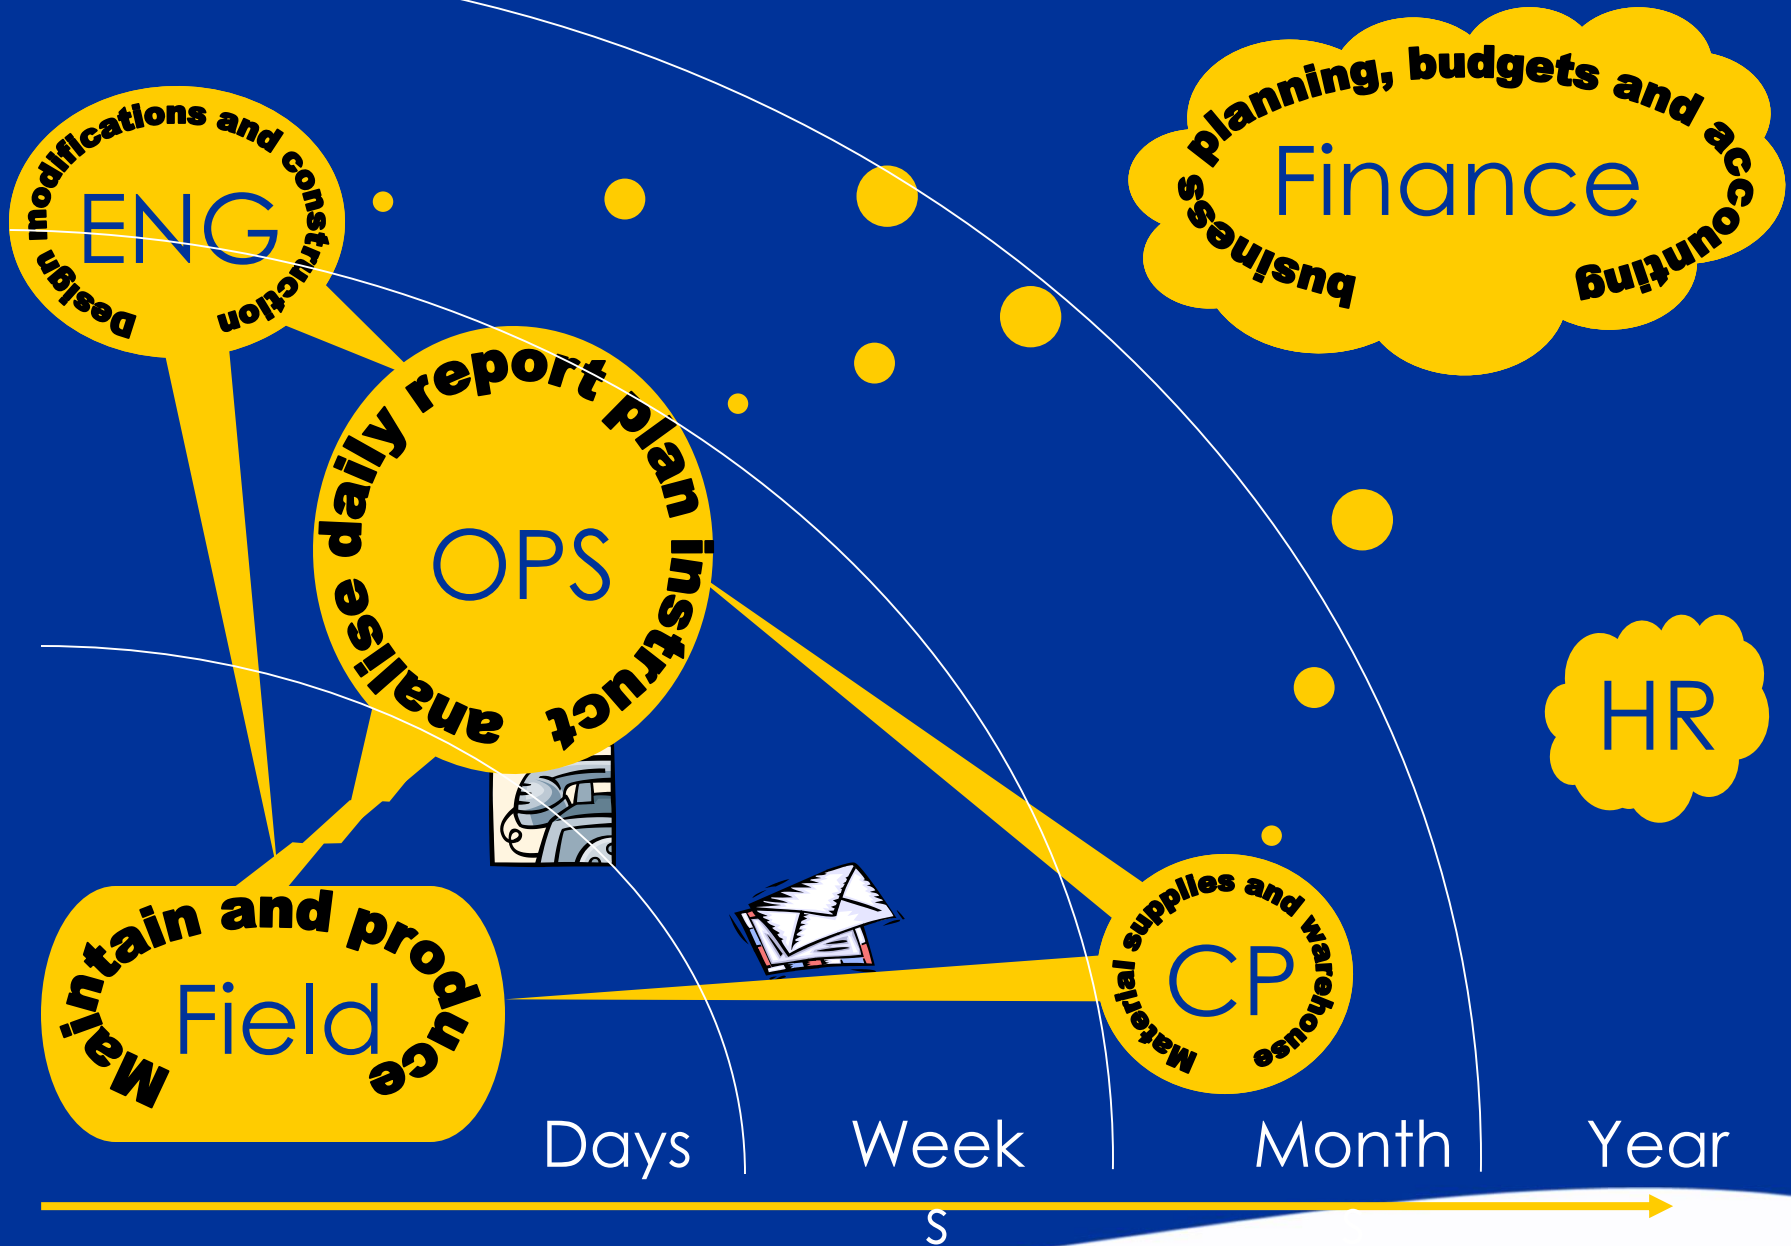 business planning, budgets and accounting
Finance
Design modifications and construction
ENG
analise daily report plan instruct
OPS
HR
Material supplies and warehouse
CP
Maintain and produce
Field
Days
Week
s
Month
Year